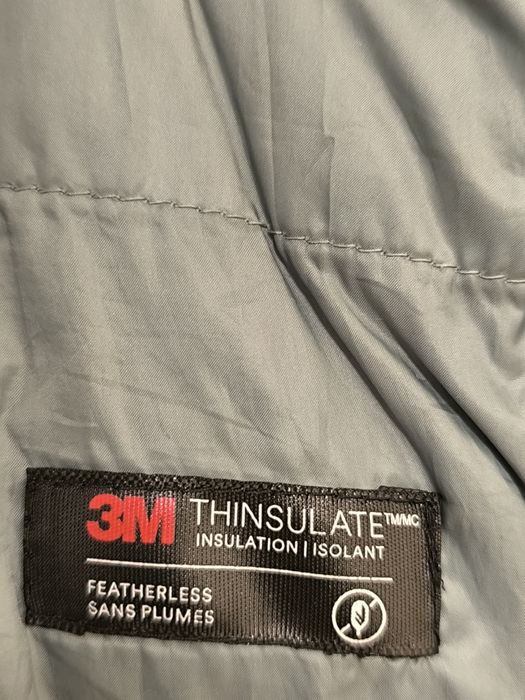 3M THINSULATE™/MC
INSULATION | ISOLANT
FEATHERLESS
SANS PLUMES